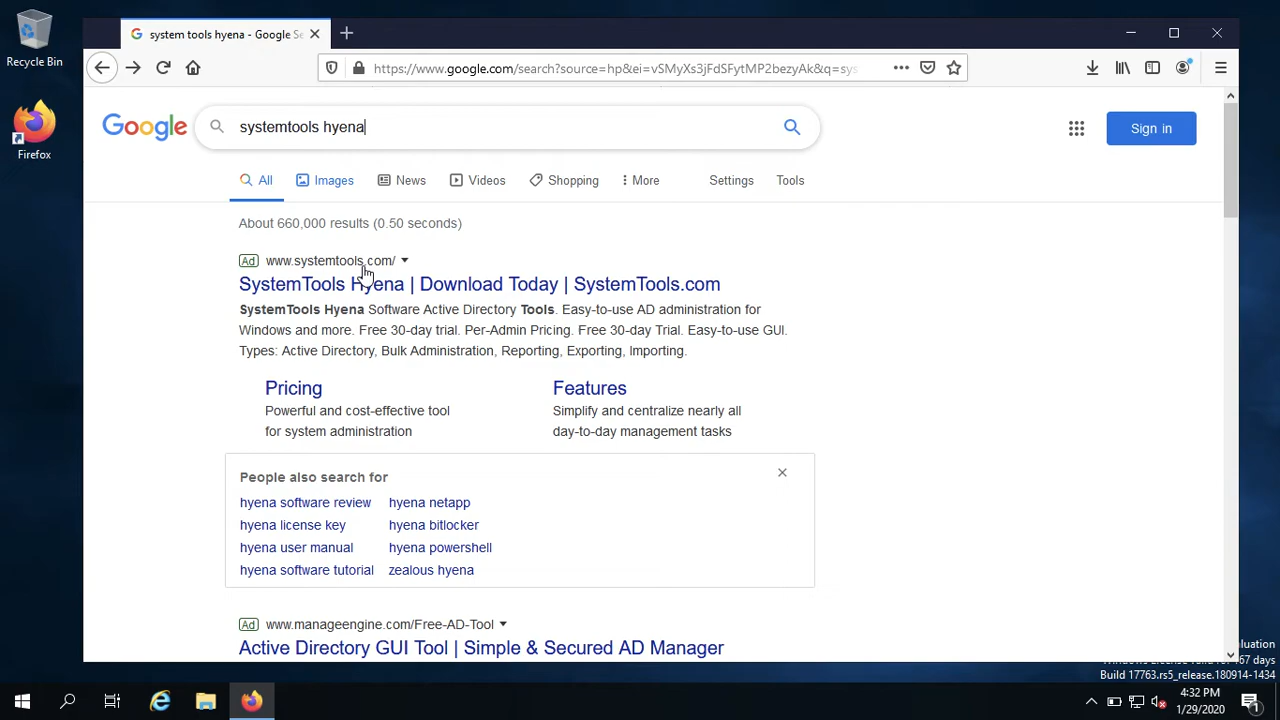 Recycle Bin
Firefox
system tools hyena - Google Se
https://www.google.com/search?source=hp&ei=vSMyXs3jFdSFytMP2bezyAk&q=sys
Google
systemtools hyena
Sign in
All
Images
News
Videos
Shopping
More
Settings
Tools
About 660,000 results (0.50 seconds)
Ad www.systemtools.com/
SystemTools Hyena | Download Today | SystemTools.com
SystemTools Hyena Software Active Directory Tools. Easy-to-use AD administration for
Windows and more. Free 30-day trial. Per-Admin Pricing. Free 30-day Trial. Easy-to-use GUI.
Types: Active Directory, Bulk Administration, Reporting, Exporting, Importing.
Pricing
Powerful and cost-effective tool
for system administration
Features
Simplify and centralize nearly all
day-to-day management tasks
People also search for
hyena software review
hyena netapp
hyena license key
hyena bitlocker
hyena user manual
hyena powershell
hyena software tutorial
zealous hyena
Ad www.manageengine.com/Free-AD-Tool
Active Directory GUI Tool | Simple & Secured AD Manager
days
Build 17763.rs5_release.180914-1434
4:32 PM
1/29/2020
1